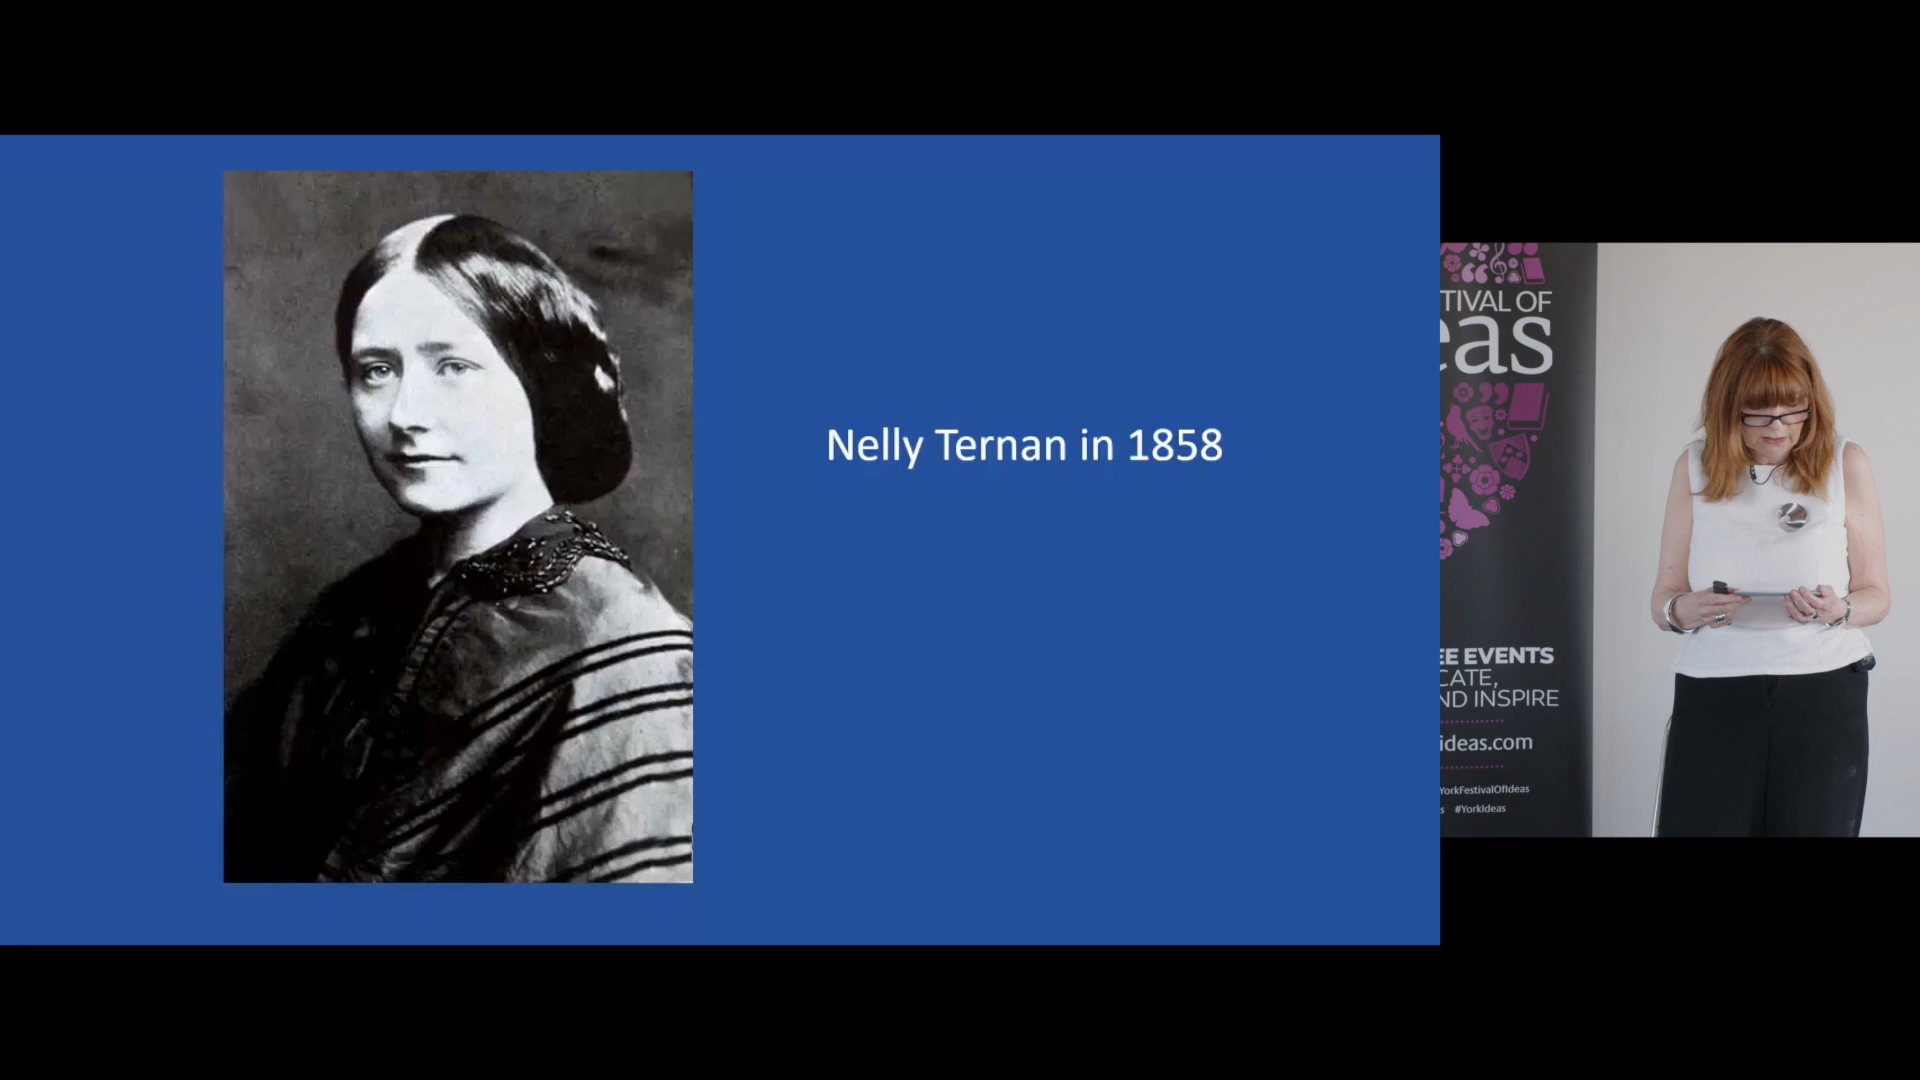 Nelly Ternan in 1858
TIVAL OF
eas
EE EVENTS
CATE,
ND INSPIRE
ideas.com
YorkFestivalOfIdeas
s #YorkIdeas